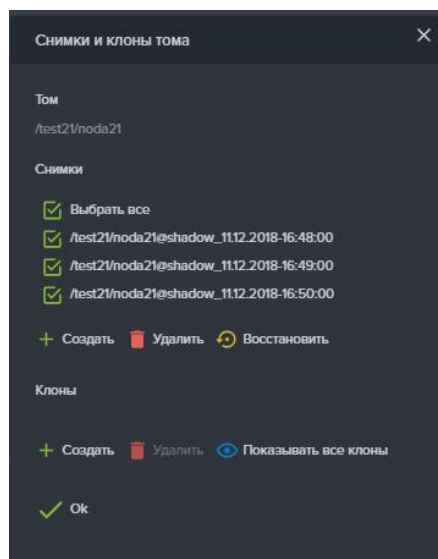 Снимки и клоны тома
Том
/test21/noda21
Снимки
Выбрать все
/test21/noda21@shadow_11.12.2018-16:48:00
/test21/noda21@shadow_11.12.2018-16:49:00
/test21/noda21@shadow_11.12.2018-16:50:00
Создать Удалить Восстановить
Клоны
Создать Удалить Показывать все клоны
Ok